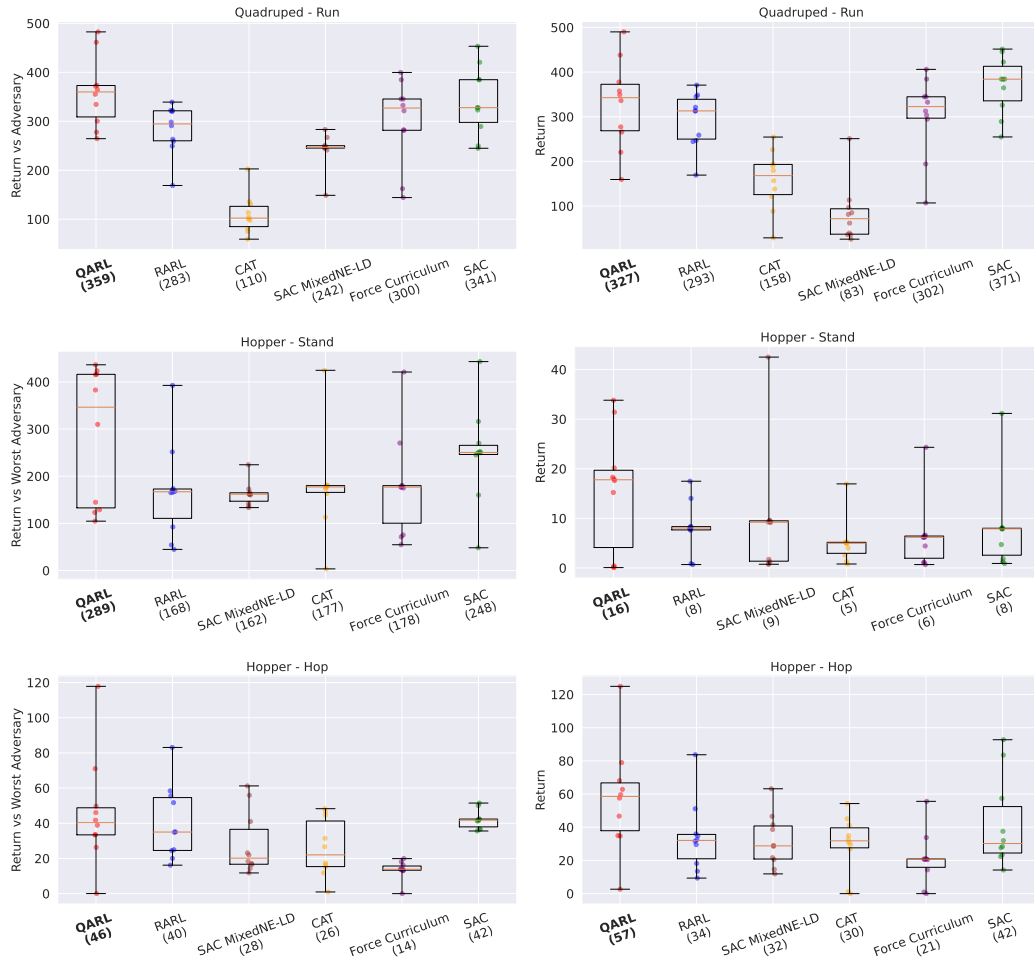 Quadruped - Run
Return vs Adversary
500
400
300
200
100
QARL
(359)
RARL
(283)
CAT
(110)
SAC MixedNE-LD
(242)
Force Curriculum
(300)
SAC
(341)
Quadruped - Run
Return
500
400
300
200
100
0
QARL
(327)
RARL
(293)
CAT
(158)
SAC MixedNE-LD
(83)
Force Curriculum
(302)
SAC
(371)
Hopper - Stand
Return vs Worst Adversary
400
300
200
100
0
QARL
(289)
RARL
(168)
SAC MixedNE-LD
(162)
CAT
(177)
Force Curriculum
(178)
SAC
(248)
Hopper - Stand
Return
40
30
20
10
0
QARL
(16)
RARL
(8)
SAC MixedNE-LD
(9)
CAT
(5)
Force Curriculum
(6)
SAC
(8)
Hopper - Hop
Return vs Worst Adversary
120
100
80
60
40
20
0
QARL
(46)
RARL
(40)
SAC MixedNE-LD
(28)
CAT
(26)
Force Curriculum
(14)
SAC
(42)
Hopper - Hop
Return
120
100
80
60
40
20
0
QARL
(57)
RARL
(34)
SAC MixedNE-LD
(32)
CAT
(30)
Force Curriculum
(21)
SAC
(42)